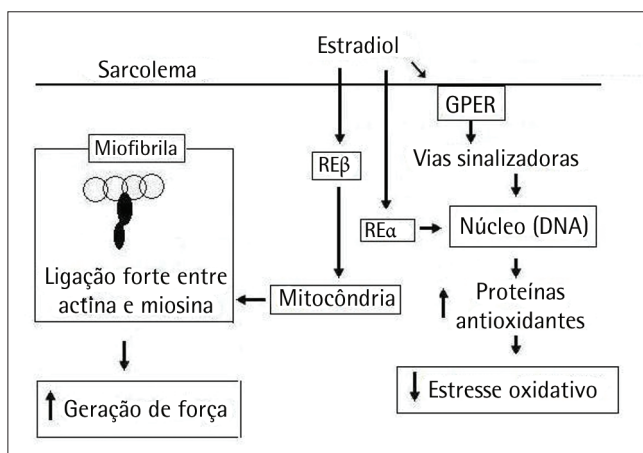 Estradiol
Sarcolema
GPER
Miofibrila
REβ
Vias sinalizadoras
REα
Núcleo (DNA)
Ligação forte entre
actina e miosina
Mitocôndria
Proteínas
antioxidantes
Geração de força
Estresse oxidativo